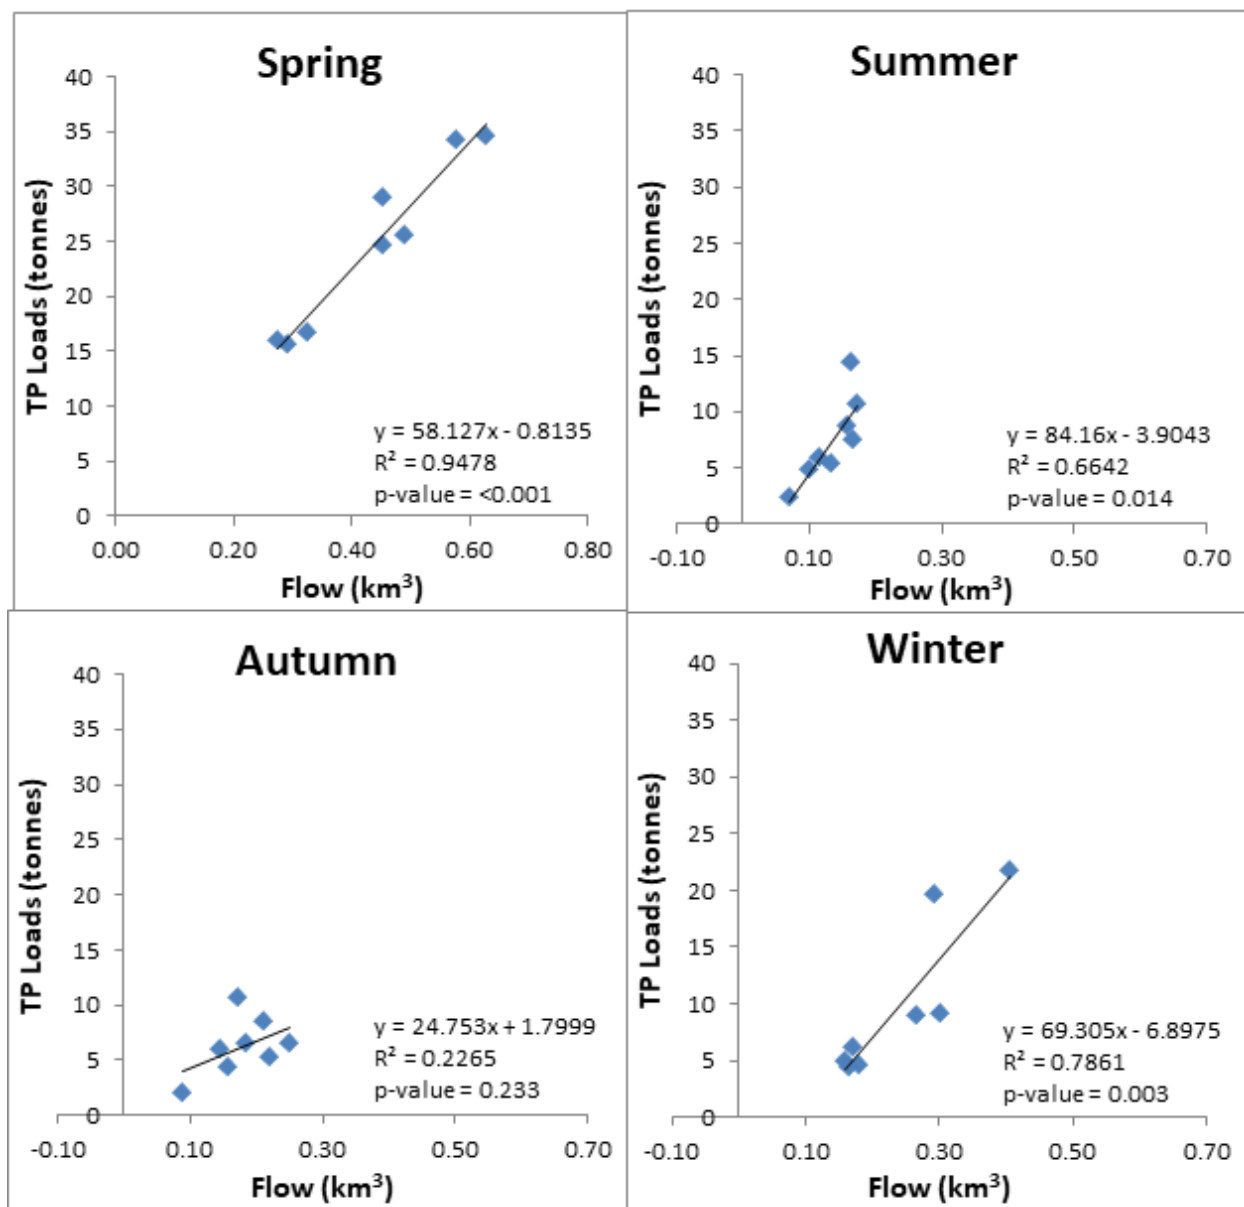 Spring
40
35
30
25
20
15
10
5
0
TP Loads (tonnes)
y = 58.127x - 0.8135
R² = 0.9478
p-value = <0.001
0.00 0.20 0.40 0.60 0.80
Flow (km³)
Summer
40
35
30
25
20
15
10
5
0
TP Loads (tonnes)
y = 84.16x - 3.9043
R² = 0.6642
p-value = 0.014
-0.10 0.10 0.30 0.50 0.70
Flow (km³)
Autumn
40
35
30
25
20
15
10
5
0
TP Loads (tonnes)
y = 24.753x + 1.7999
R² = 0.2265
p-value = 0.233
-0.10 0.10 0.30 0.50 0.70
Flow (km³)
Winter
40
35
30
25
20
15
10
5
0
TP Loads (tonnes)
y = 69.305x - 6.8975
R² = 0.7861
p-value = 0.003
-0.10 0.10 0.30 0.50 0.70
Flow (km³)